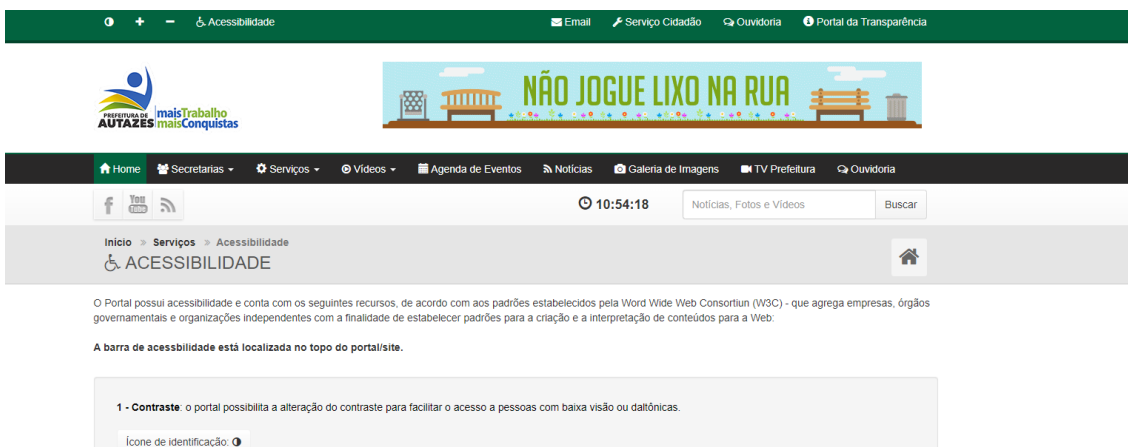 Acessibilidade Email Serviço Cidadão Ouvidoria Portal da Transparência
NÃO JOGUE LIXO NA RUA
PREFEITURA DE
AUTAZES
maisTrabalho
maisConquistas
Home Secretarias Serviços Vídeos Agenda de Eventos Notícias Galeria de Imagens TV Prefeitura Ouvidoria
You
Tube
10:54:18 Notícias, Fotos e Vídeos Buscar
Início » Serviços » Acessibilidade
ACESSIBILIDADE
O Portal possui acessibilidade e conta com os seguintes recursos, de acordo com aos padrões estabelecidos pela Word Wide Web Consortiun (W3C) - que agrega empresas, órgãos
governamentais e organizações independentes com a finalidade de estabelecer padrões para a criação e a interpretação de conteúdos para a Web:
A barra de acessbilidade está localizada no topo do portal/site.
1 - Contraste: o portal possibilita a alteração do contraste para facilitar o acesso a pessoas com baixa visão ou daltônicas.
Ícone de identificação: